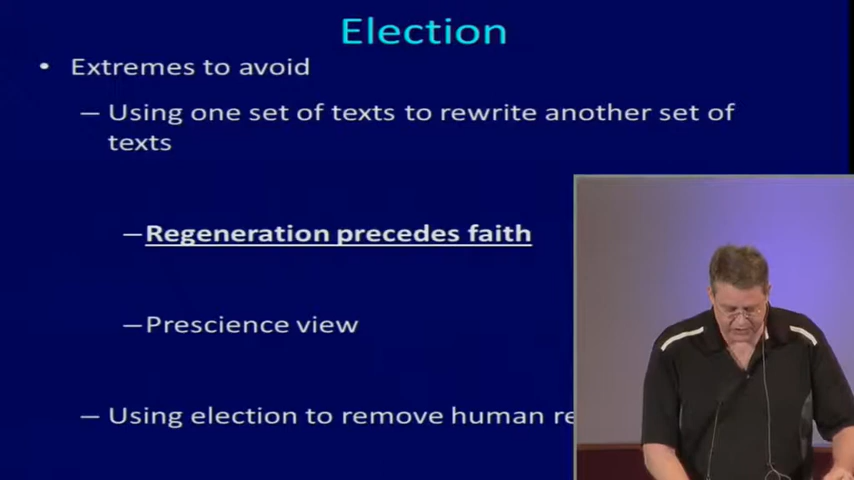 Election
• Extremes to avoid
– Using one set of texts to rewrite another set of
texts
–Regeneration precedes faith
–Prescience view
– Using election to remove human